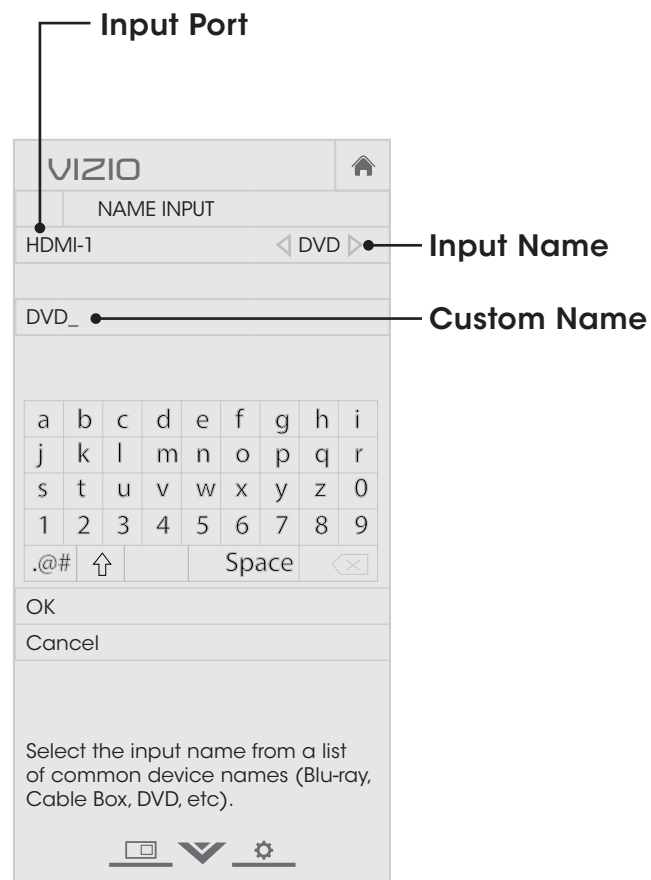 Input Port
VIZIO
NAME INPUT
HDMI-1 DVD Input Name
DVD_ Custom Name
a b c d e f g h i
j k l m n o p q r
s t u v w x y z 0
1 2 3 4 5 6 7 8 9
.@# Space
OK
Cancel
Select the input name from a list
of common device names (Blu-ray,
Cable Box, DVD, etc).